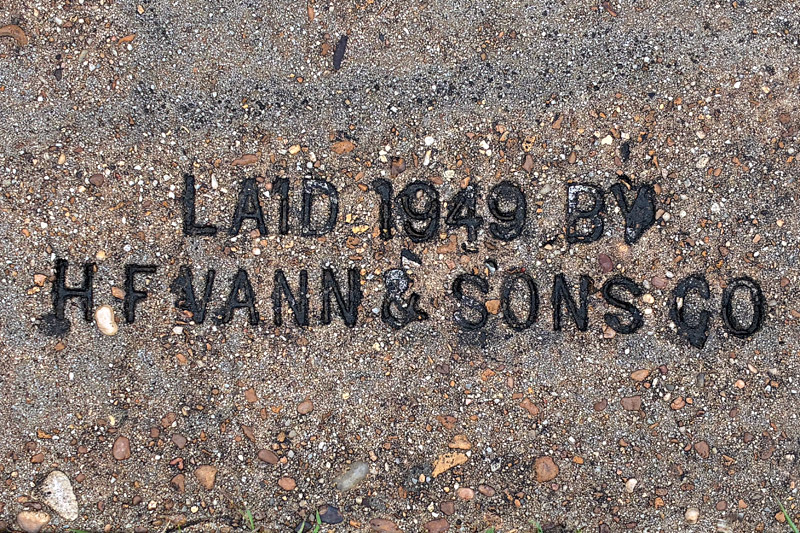 LAID 1949 BY
H F VANN & SONS CO